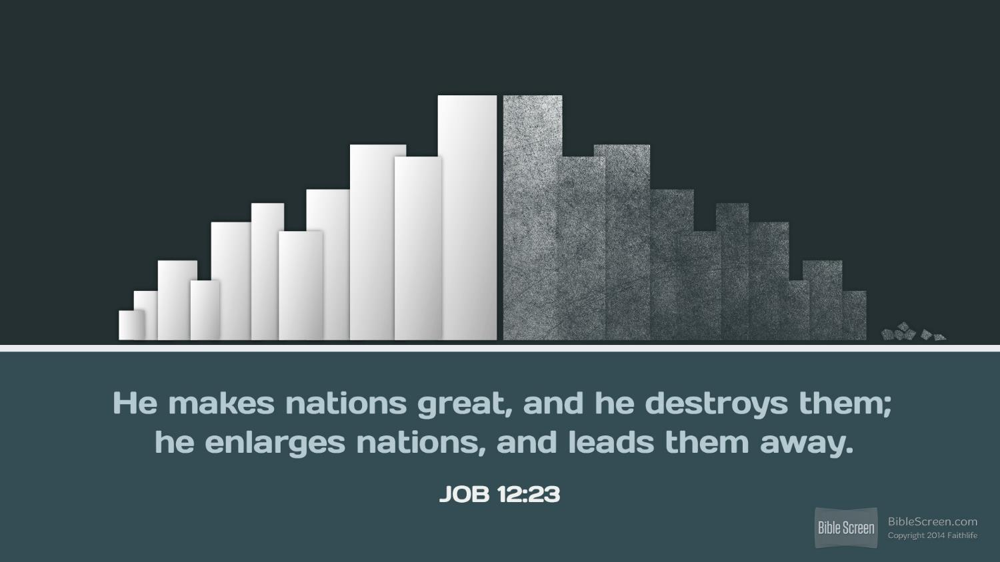 He makes nations great, and he destroys them;
he enlarges nations, and leads them away.
JOB 12:23
Bible Screen
BibleScreen.com
Copyright 2014 Faithlife